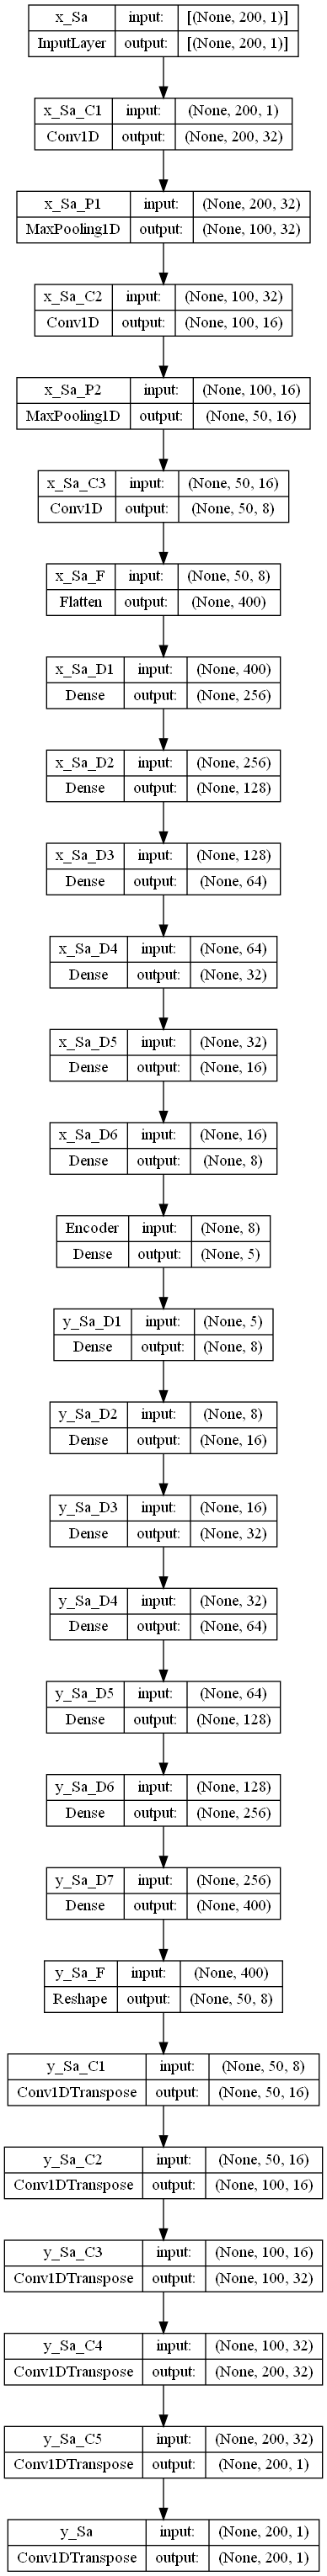 x_Sa input: [(None, 200, 1)]
InputLayer output: [(None, 200, 1)]
x_Sa_C1 input: (None, 200, 1)
Conv1D output: (None, 200, 32)
x_Sa_P1 input: (None, 200, 32)
MaxPooling1D output: (None, 100, 32)
x_Sa_C2 input: (None, 100, 32)
Conv1D output: (None, 100, 16)
x_Sa_P2 input: (None, 100, 16)
MaxPooling1D output: (None, 50, 16)
x_Sa_C3 input: (None, 50, 16)
Conv1D output: (None, 50, 8)
x_Sa_F input: (None, 50, 8)
Flatten output: (None, 400)
x_Sa_D1 input: (None, 400)
Dense output: (None, 256)
x_Sa_D2 input: (None, 256)
Dense output: (None, 128)
x_Sa_D3 input: (None, 128)
Dense output: (None, 64)
x_Sa_D4 input: (None, 64)
Dense output: (None, 32)
x_Sa_D5 input: (None, 32)
Dense output: (None, 16)
x_Sa_D6 input: (None, 16)
Dense output: (None, 8)
Encoder input: (None, 8)
Dense output: (None, 5)
y_Sa_D1 input: (None, 5)
Dense output: (None, 8)
y_Sa_D2 input: (None, 8)
Dense output: (None, 16)
y_Sa_D3 input: (None, 16)
Dense output: (None, 32)
y_Sa_D4 input: (None, 32)
Dense output: (None, 64)
y_Sa_D5 input: (None, 64)
Dense output: (None, 128)
y_Sa_D6 input: (None, 128)
Dense output: (None, 256)
y_Sa_D7 input: (None, 256)
Dense output: (None, 400)
y_Sa_F input: (None, 400)
Reshape output: (None, 50, 8)
y_Sa_C1 input: (None, 50, 8)
Conv1DTranspose output: (None, 50, 16)
y_Sa_C2 input: (None, 50, 16)
Conv1DTranspose output: (None, 100, 16)
y_Sa_C3 input: (None, 100, 16)
Conv1DTranspose output: (None, 100, 32)
y_Sa_C4 input: (None, 100, 32)
Conv1DTranspose output: (None, 200, 32)
y_Sa_C5 input: (None, 200, 32)
Conv1DTranspose output: (None, 200, 1)
y_Sa input: (None, 200, 1)
Conv1DTranspose output: (None, 200, 1)